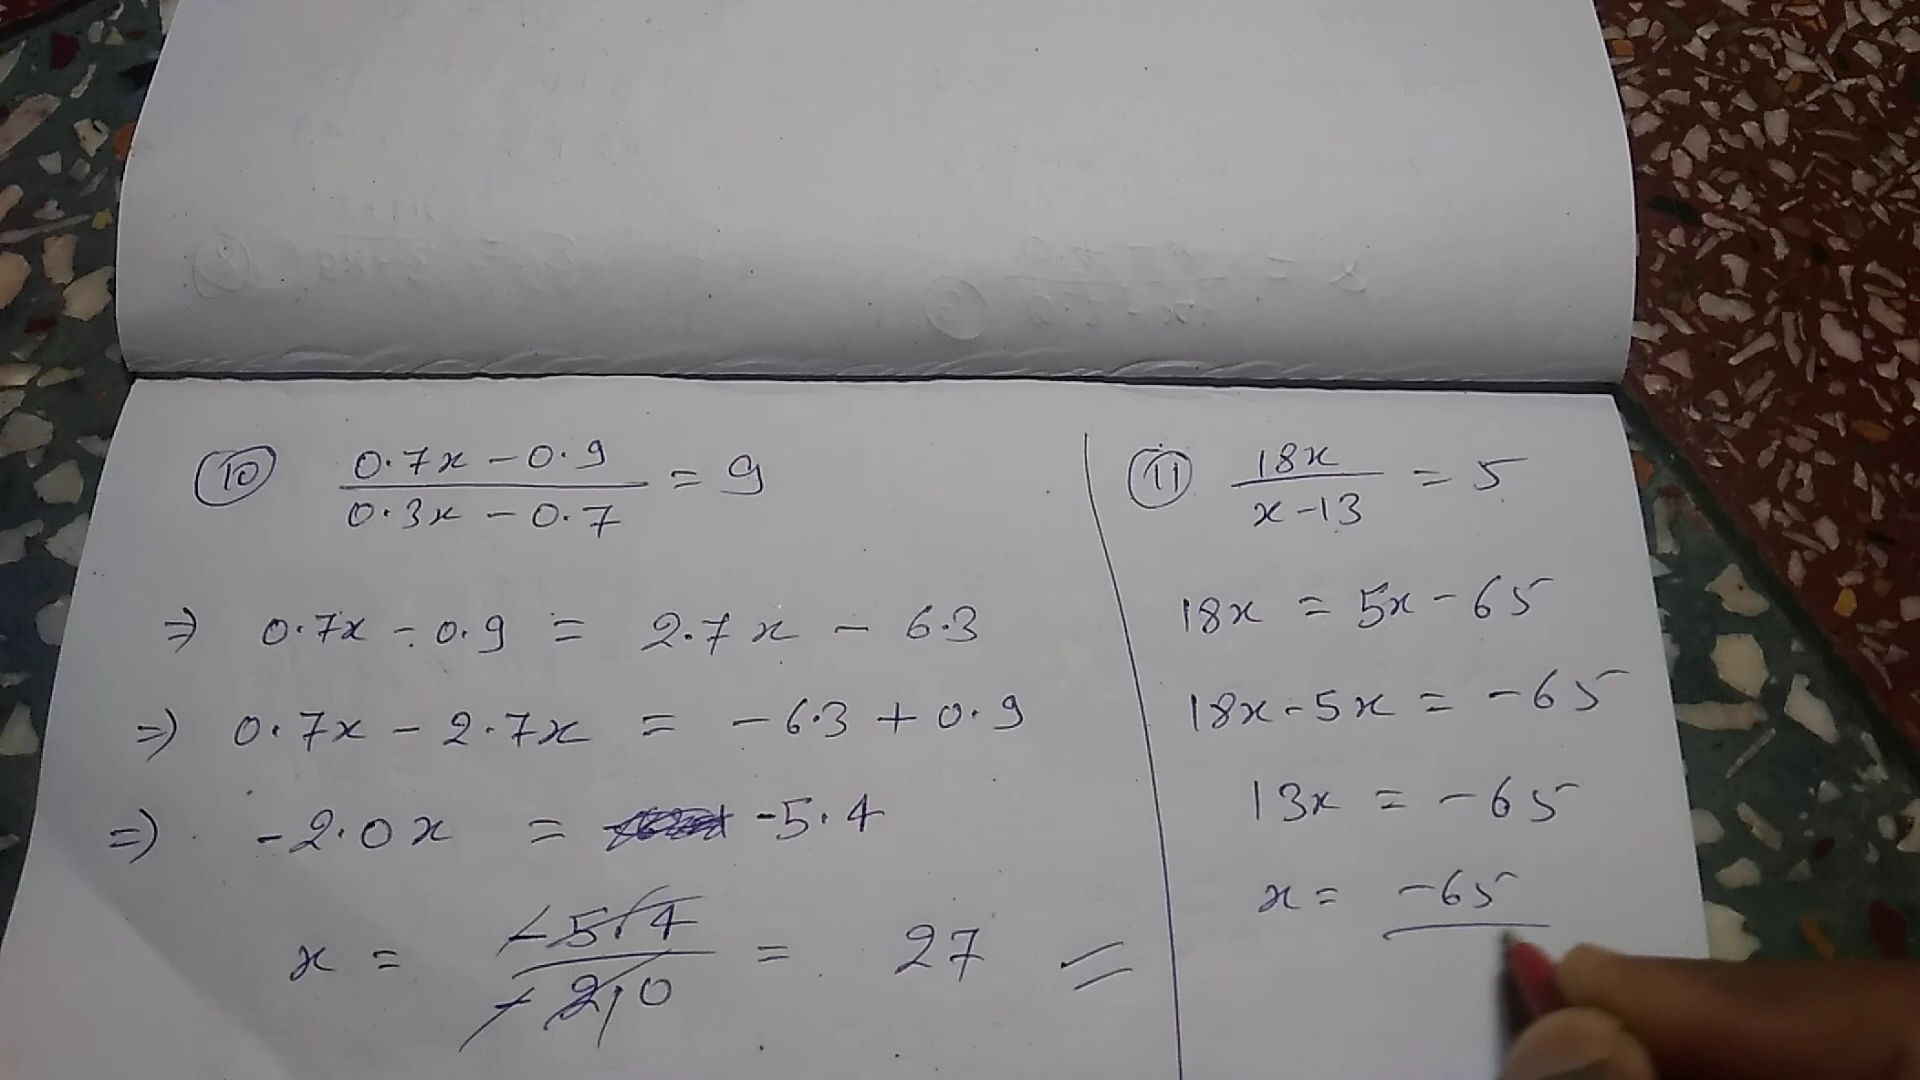 10 0.7x - 0.9
0.3x - 0.7 = 9
⇒ 0.7x - 0.9 = 2.7x - 6.3
⇒ 0.7x - 2.7x = -6.3 + 0.9
⇒ -2.0x = -5.4
x = -5.4
-2.0 = 27
11 18x
x - 13 = 5
18x = 5x - 65
18x - 5x = -65
13x = -65
x = -65